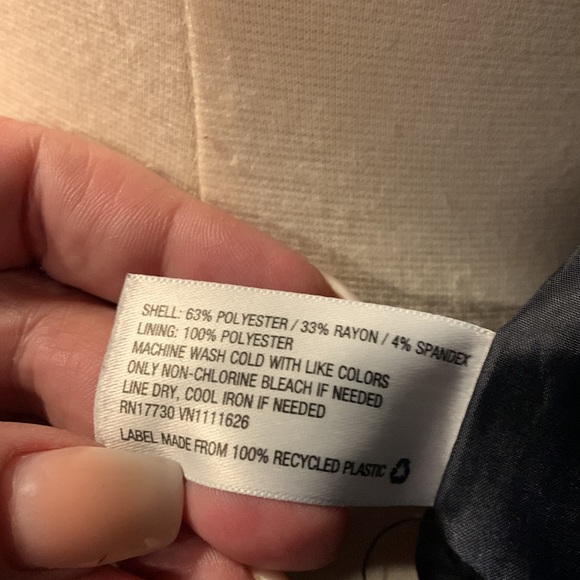 SHELL: 63% POLYESTER / 33% RAYON / 4% SPANDEX
LINING: 100% POLYESTER
MACHINE WASH COLD WITH LIKE COLORS
ONLY NON-CHLORINE BLEACH IF NEEDED
LINE DRY, COOL IRON IF NEEDED
RN17730 VN1111626
LABEL MADE FROM 100% RECYCLED PLASTIC